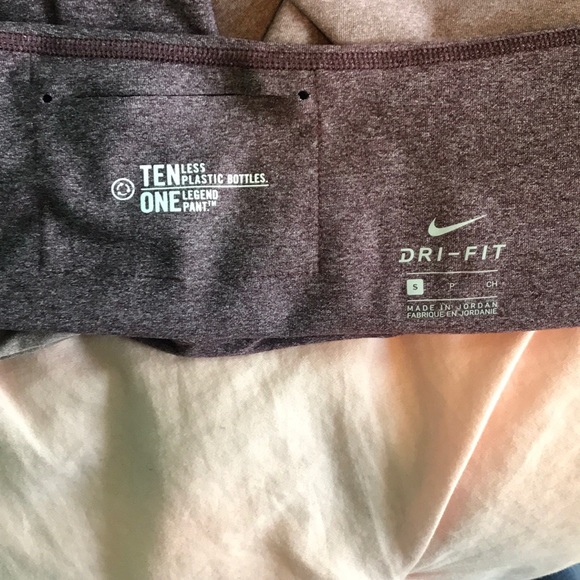 TEN LESS PLASTIC BOTTLES.
ONE LEGEND PANT.™
DRI-FIT
S P CH
MADE IN JORDAN
FABRIQUE EN JORDANIE